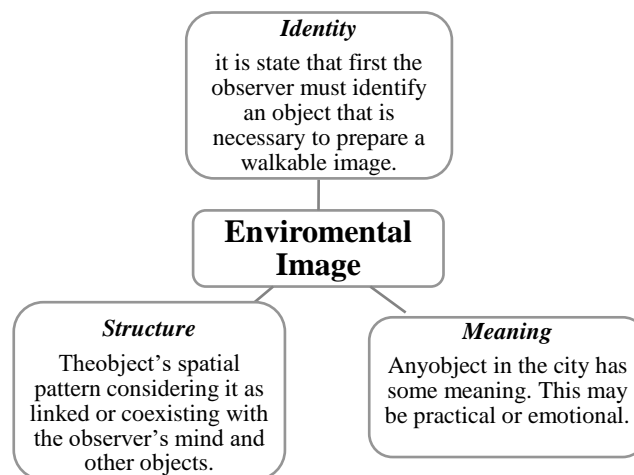 Identity
it is state that first the
observer must identify
an object that is
necessary to prepare a
walkable image.
Enviromental
Image
Structure
Theobject’s spatial
pattern considering it as
linked or coexisting with
the observer’s mind and
other objects.
Meaning
Anyobject in the city has
some meaning. This may
be practical or emotional.